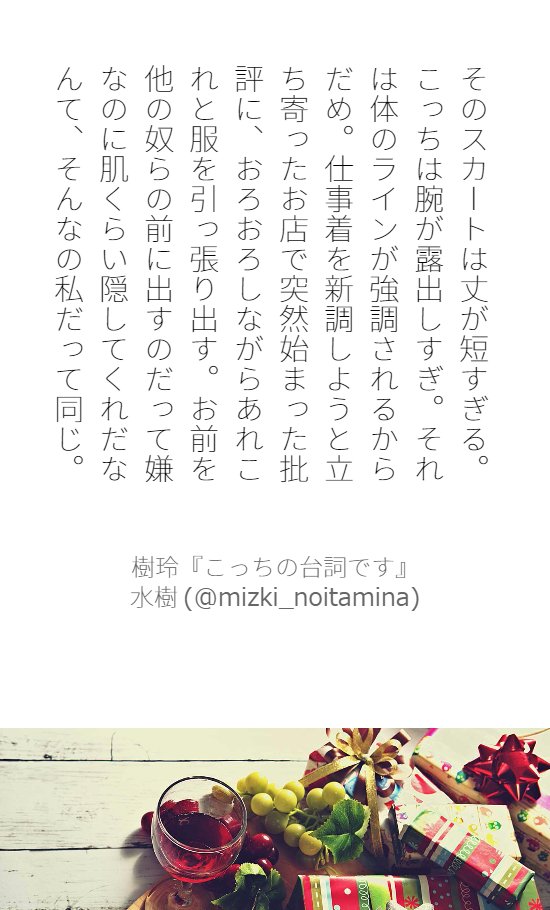 そのスカートは丈が短すぎる。
こっちは腕が露出しすぎ。それ
は体のラインが強調されるから
だめ。仕事着を新調しようと立
ち寄ったお店で突然始まった批
評に、おろおろしながらあれこ
れと服を引っ張り出す。お前を
他の奴らの前に出すのだって嫌
なのに肌くらい隠してくれだな
んて、そんなの私だって同じ。
樹玲『こっちの台詞です』
水樹 (@mizki_noitamina)